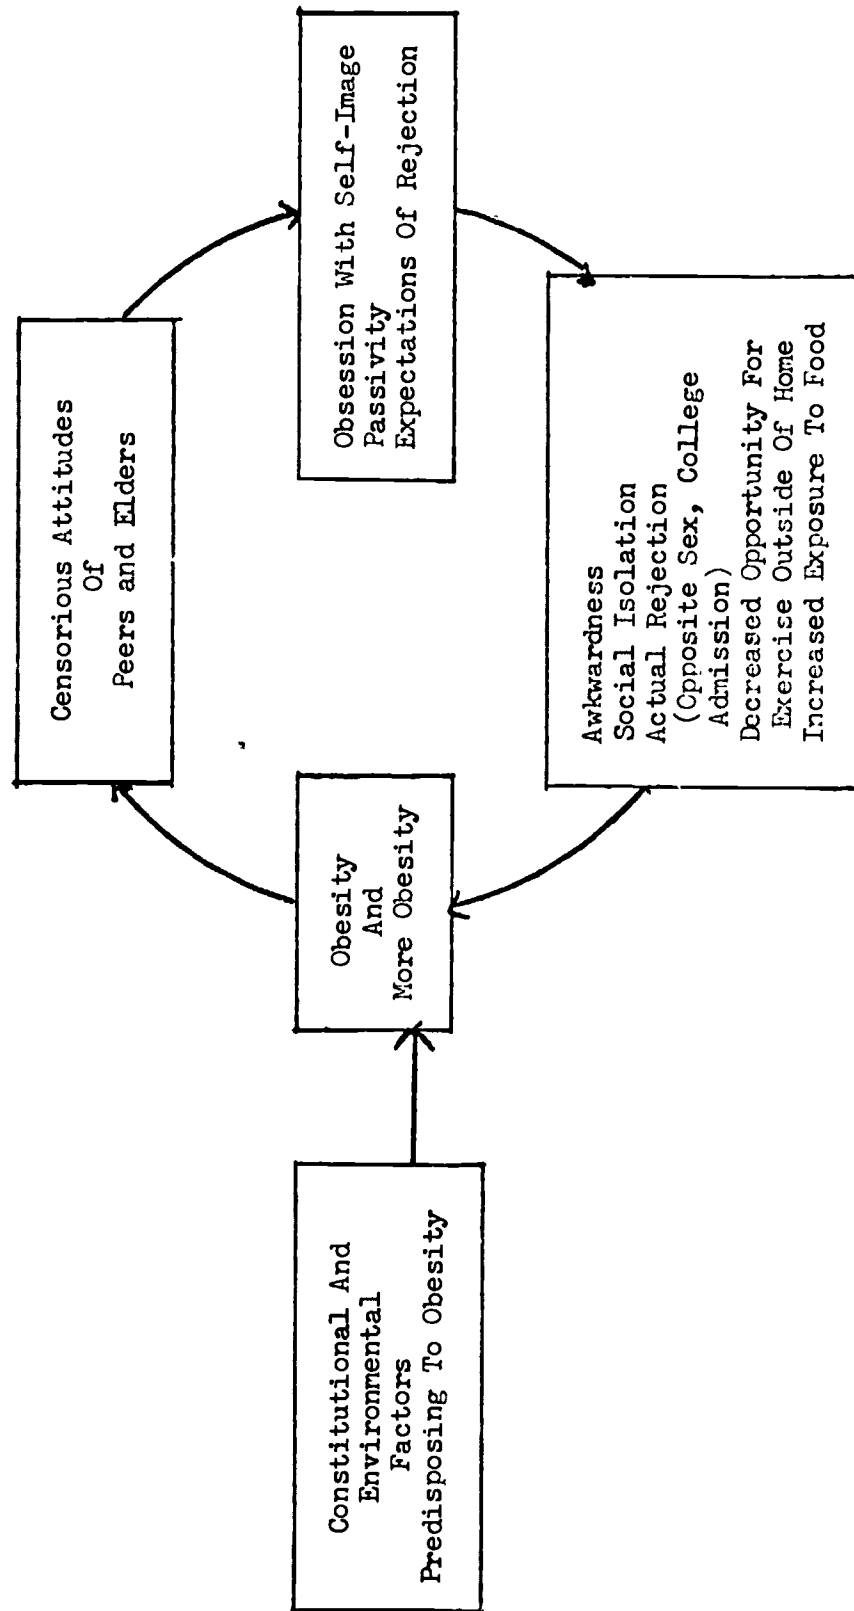 Constitutional And
Environmental
Factors
Predisposing To Obesity
Obesity
And
More Obesity
Censorious Attitudes
Of
Peers and Elders
Obsession With Self-Image
Passivity
Expectations Of Rejection
Awkwardness
Social Isolation
Actual Rejection
(Opposite Sex, College
Admission)
Decreased Opportunity For
Exercise Outside Of Home
Increased Exposure To Food